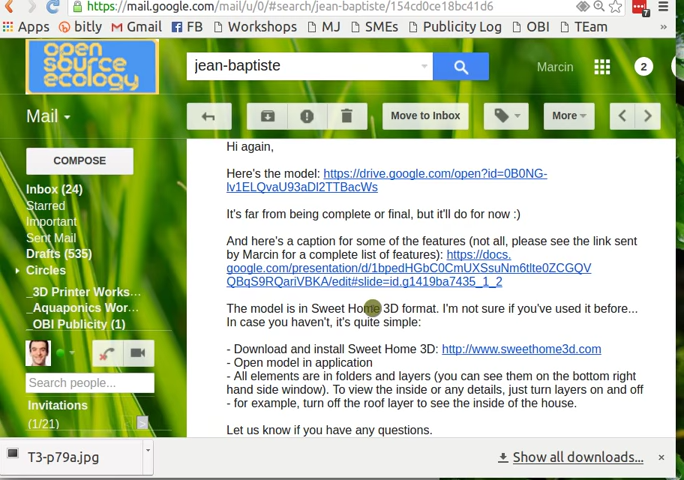 https://mail.google.com/mail/u/0/#search/jean-baptiste/154cd0ce18bc41d6
7
Apps bitly Gmail FB Workshops MJ SMEs Publicity Log OBI TEam »
open
source
ecology
jean-baptiste
Marcin
2
Mail
Move to Inbox
More
COMPOSE
Inbox (24)
Starred
Important
Sent Mail
Drafts (535)
Circles
_3D Printer Works...
_Aquaponics Wor...
_OBI Publicity (1)
Search people...
Invitations
(1/21)
Hi again,
Here's the model: https://drive.google.com/open?id=0B0NG-
Iv1ELQvaU93aDl2TTBacWs
It's far from being complete or final, but it'll do for now :)
And here's a caption for some of the features (not all, please see the link sent
by Marcin for a complete list of features): https://docs.
google.com/presentation/d/1bpedHGbC0CmUXSsuNm6tlte0ZCGQV
QBqS9RQariVBKA/edit#slide=id.g1419ba7435_1_2
The model is in Sweet Home 3D format. I'm not sure if you've used it before...
In case you haven't, it's quite simple:
- Download and install Sweet Home 3D: http://www.sweethome3d.com
- Open model in application
- All elements are in folders and layers (you can see them on the bottom right
hand side window). To view the inside or any details, just turn layers on and off
- for example, turn off the roof layer to see the inside of the house.
Let us know if you have any questions.
T3-p79a.jpg
Show all downloads...